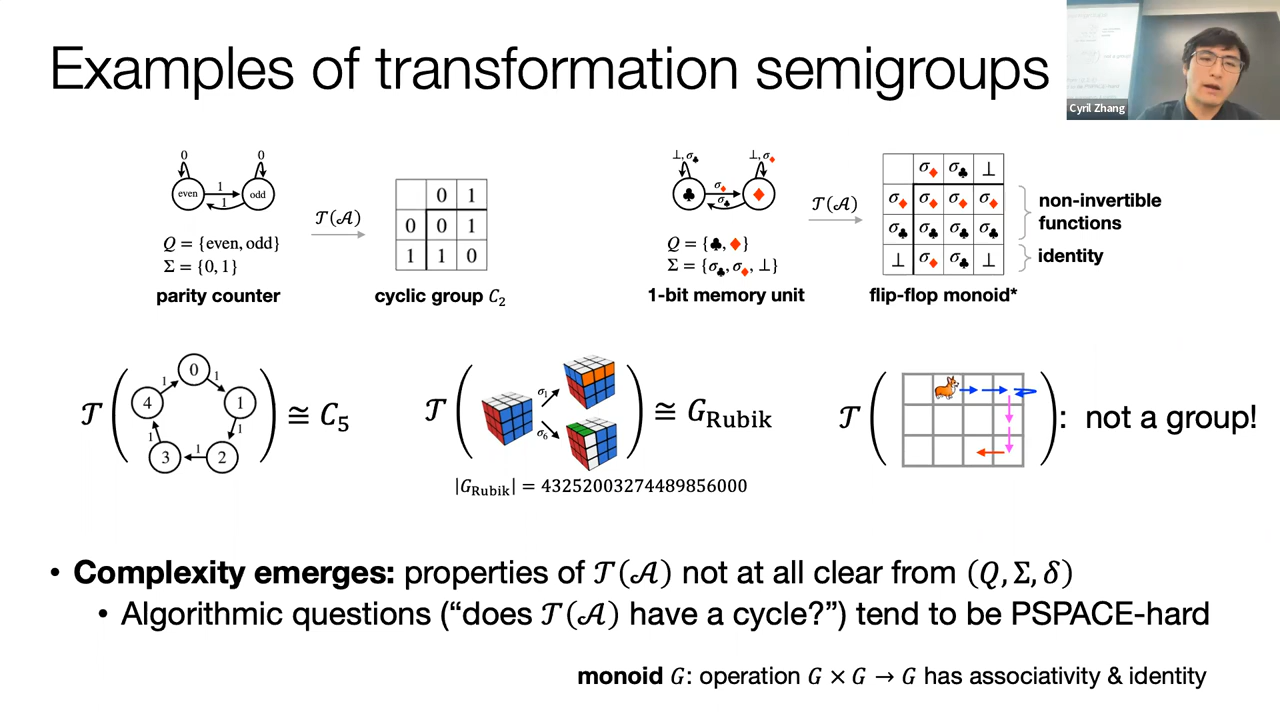 Examples of transformation semigroups
Cyril Zhang
0 0
even 1 odd
1
𝒯(𝒜)
0 1
0 0 1
1 1 0
Q = {even, odd}
Σ = {0, 1}
parity counter
cyclic group C₂
⊥, σ♣ ⊥, σ♦
♣ σ♦ ♦
σ♣
𝒯(𝒜)
σ♦ σ♣ ⊥
σ♦ σ♦ σ♦ σ♦
σ♣ σ♣ σ♣ σ♣
⊥ σ♦ σ♣ ⊥
non-invertible
functions
identity
Q = {♣, ♦}
Σ = {σ♣, σ♦, ⊥}
1-bit memory unit
flip-flop monoid*
𝒯( 0 1 1 1 2 1 3 1 4 1 ) ≅ C₅
𝒯( σ₁ σ₆ ) ≅ G_Rubik
|G_Rubik| = 43252003274489856000
𝒯( ): not a group!
• Complexity emerges: properties of 𝒯(𝒜) not at all clear from (Q, Σ, δ)
• Algorithmic questions (“does 𝒯(𝒜) have a cycle?”) tend to be PSPACE-hard
monoid G: operation G × G → G has associativity & identity